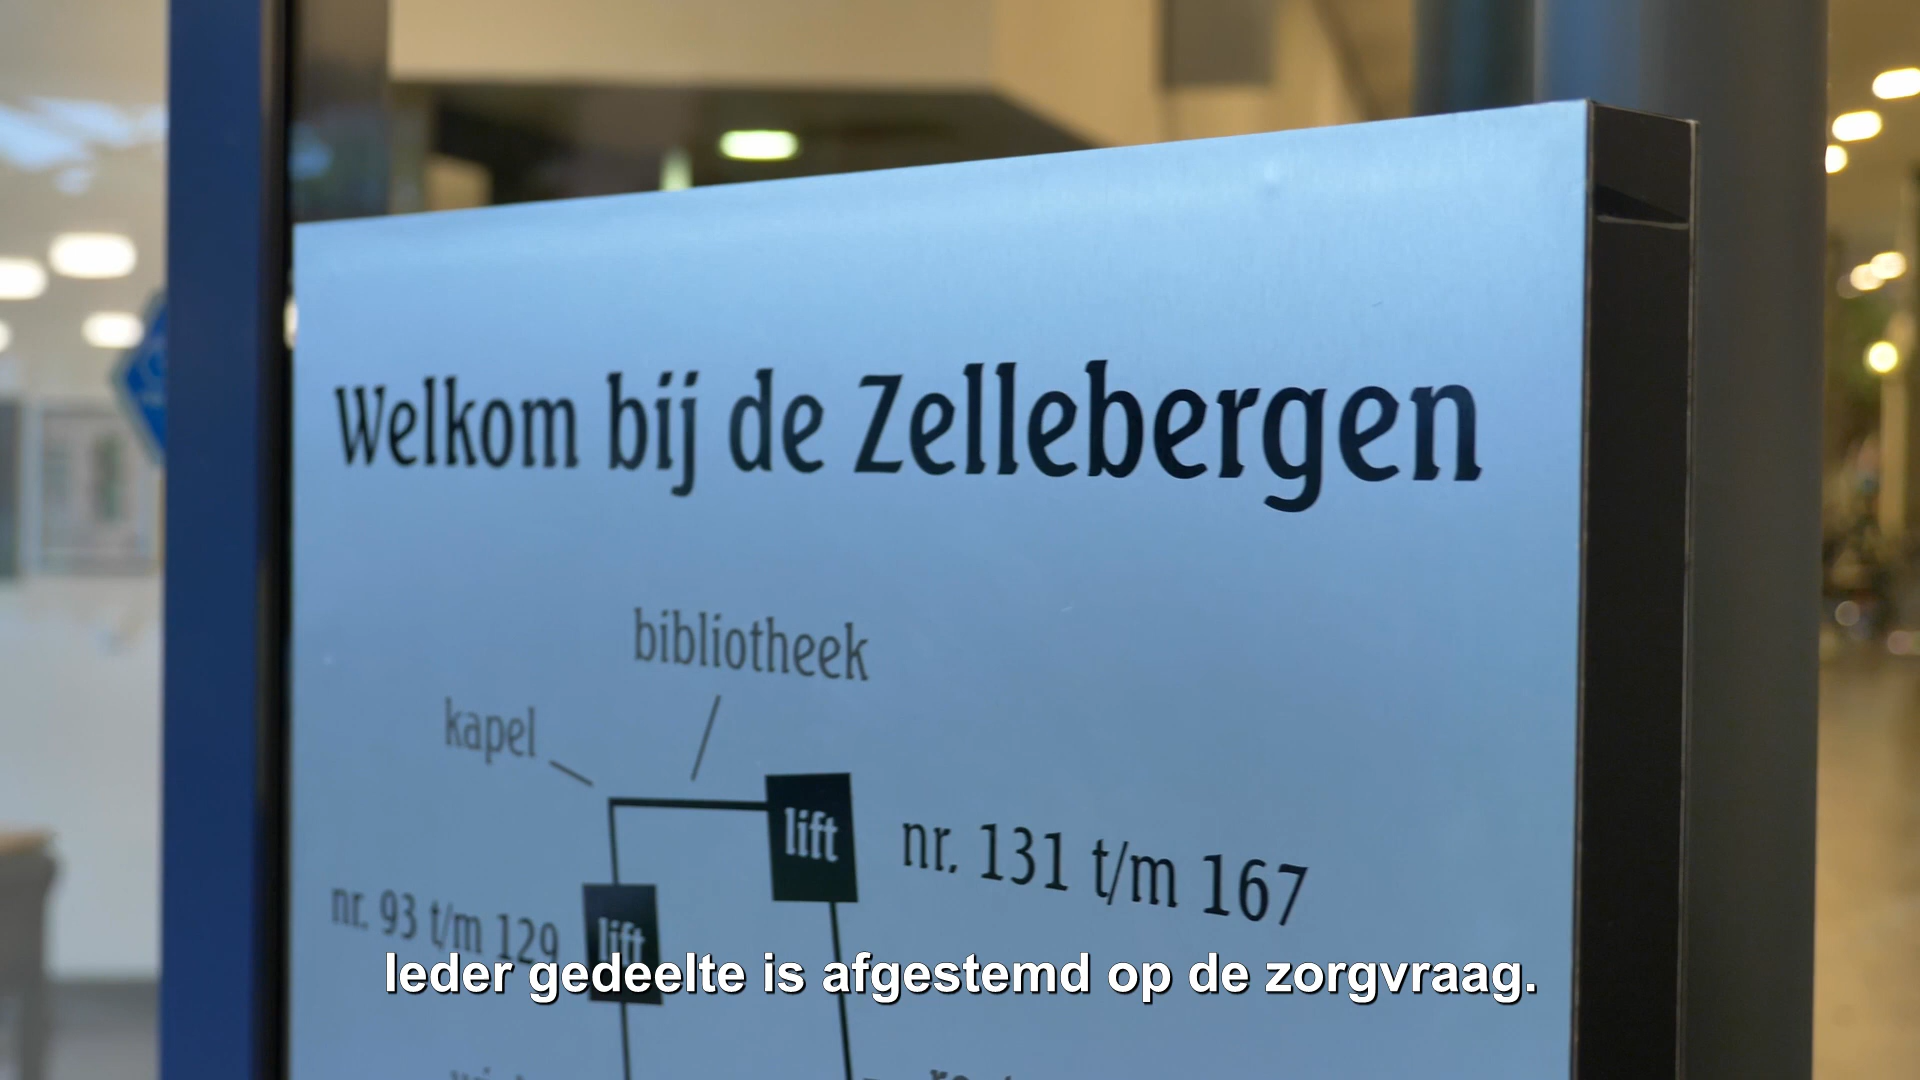 Welkom bij de Zellebergen
bibliotheek
kapel
lift
nr. 131 t/m 167
nr. 93 t/m 129
lift
Ieder gedeelte is afgestemd op de zorgvraag.